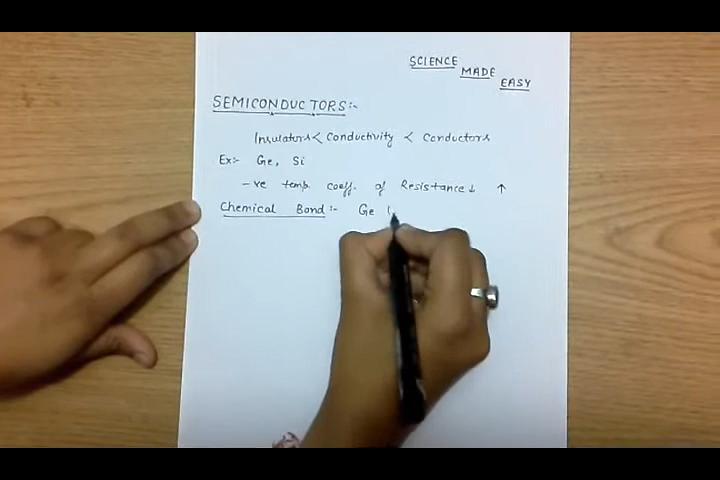 SCIENCE
MADE
EASY
SEMICONDUCTORS:-
Insulators < Conductivity < Conductors
Ex:- Ge, Si
-ve temp. coeff. of Resistance ↓ ↑
Chemical Bond :- Ge (